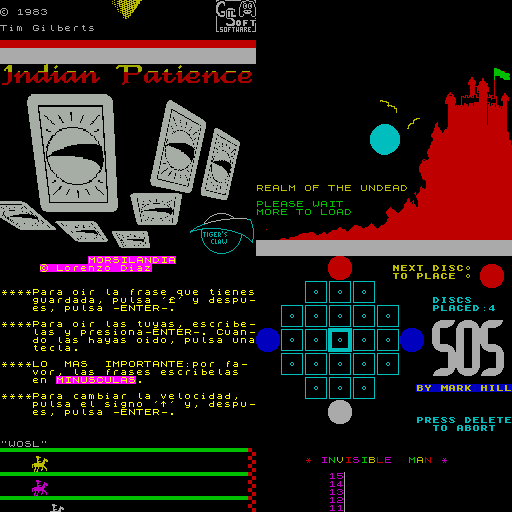 © 1983
Tim Gilberts
GILSOFT
SOFTWARE
Indian Patience
TIGER'S
CLAW
REALM OF THE UNDEAD
PLEASE WAIT
MORE TO LOAD
MORSILANDIA
© Lorenzo Diaz
****Para oir la frase que tienes
guardada, pulsa '£' y despu-
es, pulsa -ENTER-.
****Para oir las tuyas, escribe-
las y presiona-ENTER-. Cuan-
do las hayas oido, pulsa una
tecla.
****LO MAS IMPORTANTE:por fa-
vor, las frases escribelas
en MINUSCULAS.
****Para cambiar la velocidad,
pulsa el signo '↑' y, despu-
es, pulsa -ENTER-.
NEXT DISC:
TO PLACE :
DISCS
PLACED:4
SOS
BY MARK HILL
PRESS DELETE
TO ABORT
"WOSL"
* INVISIBLE MAN *
15
14
13
12
11